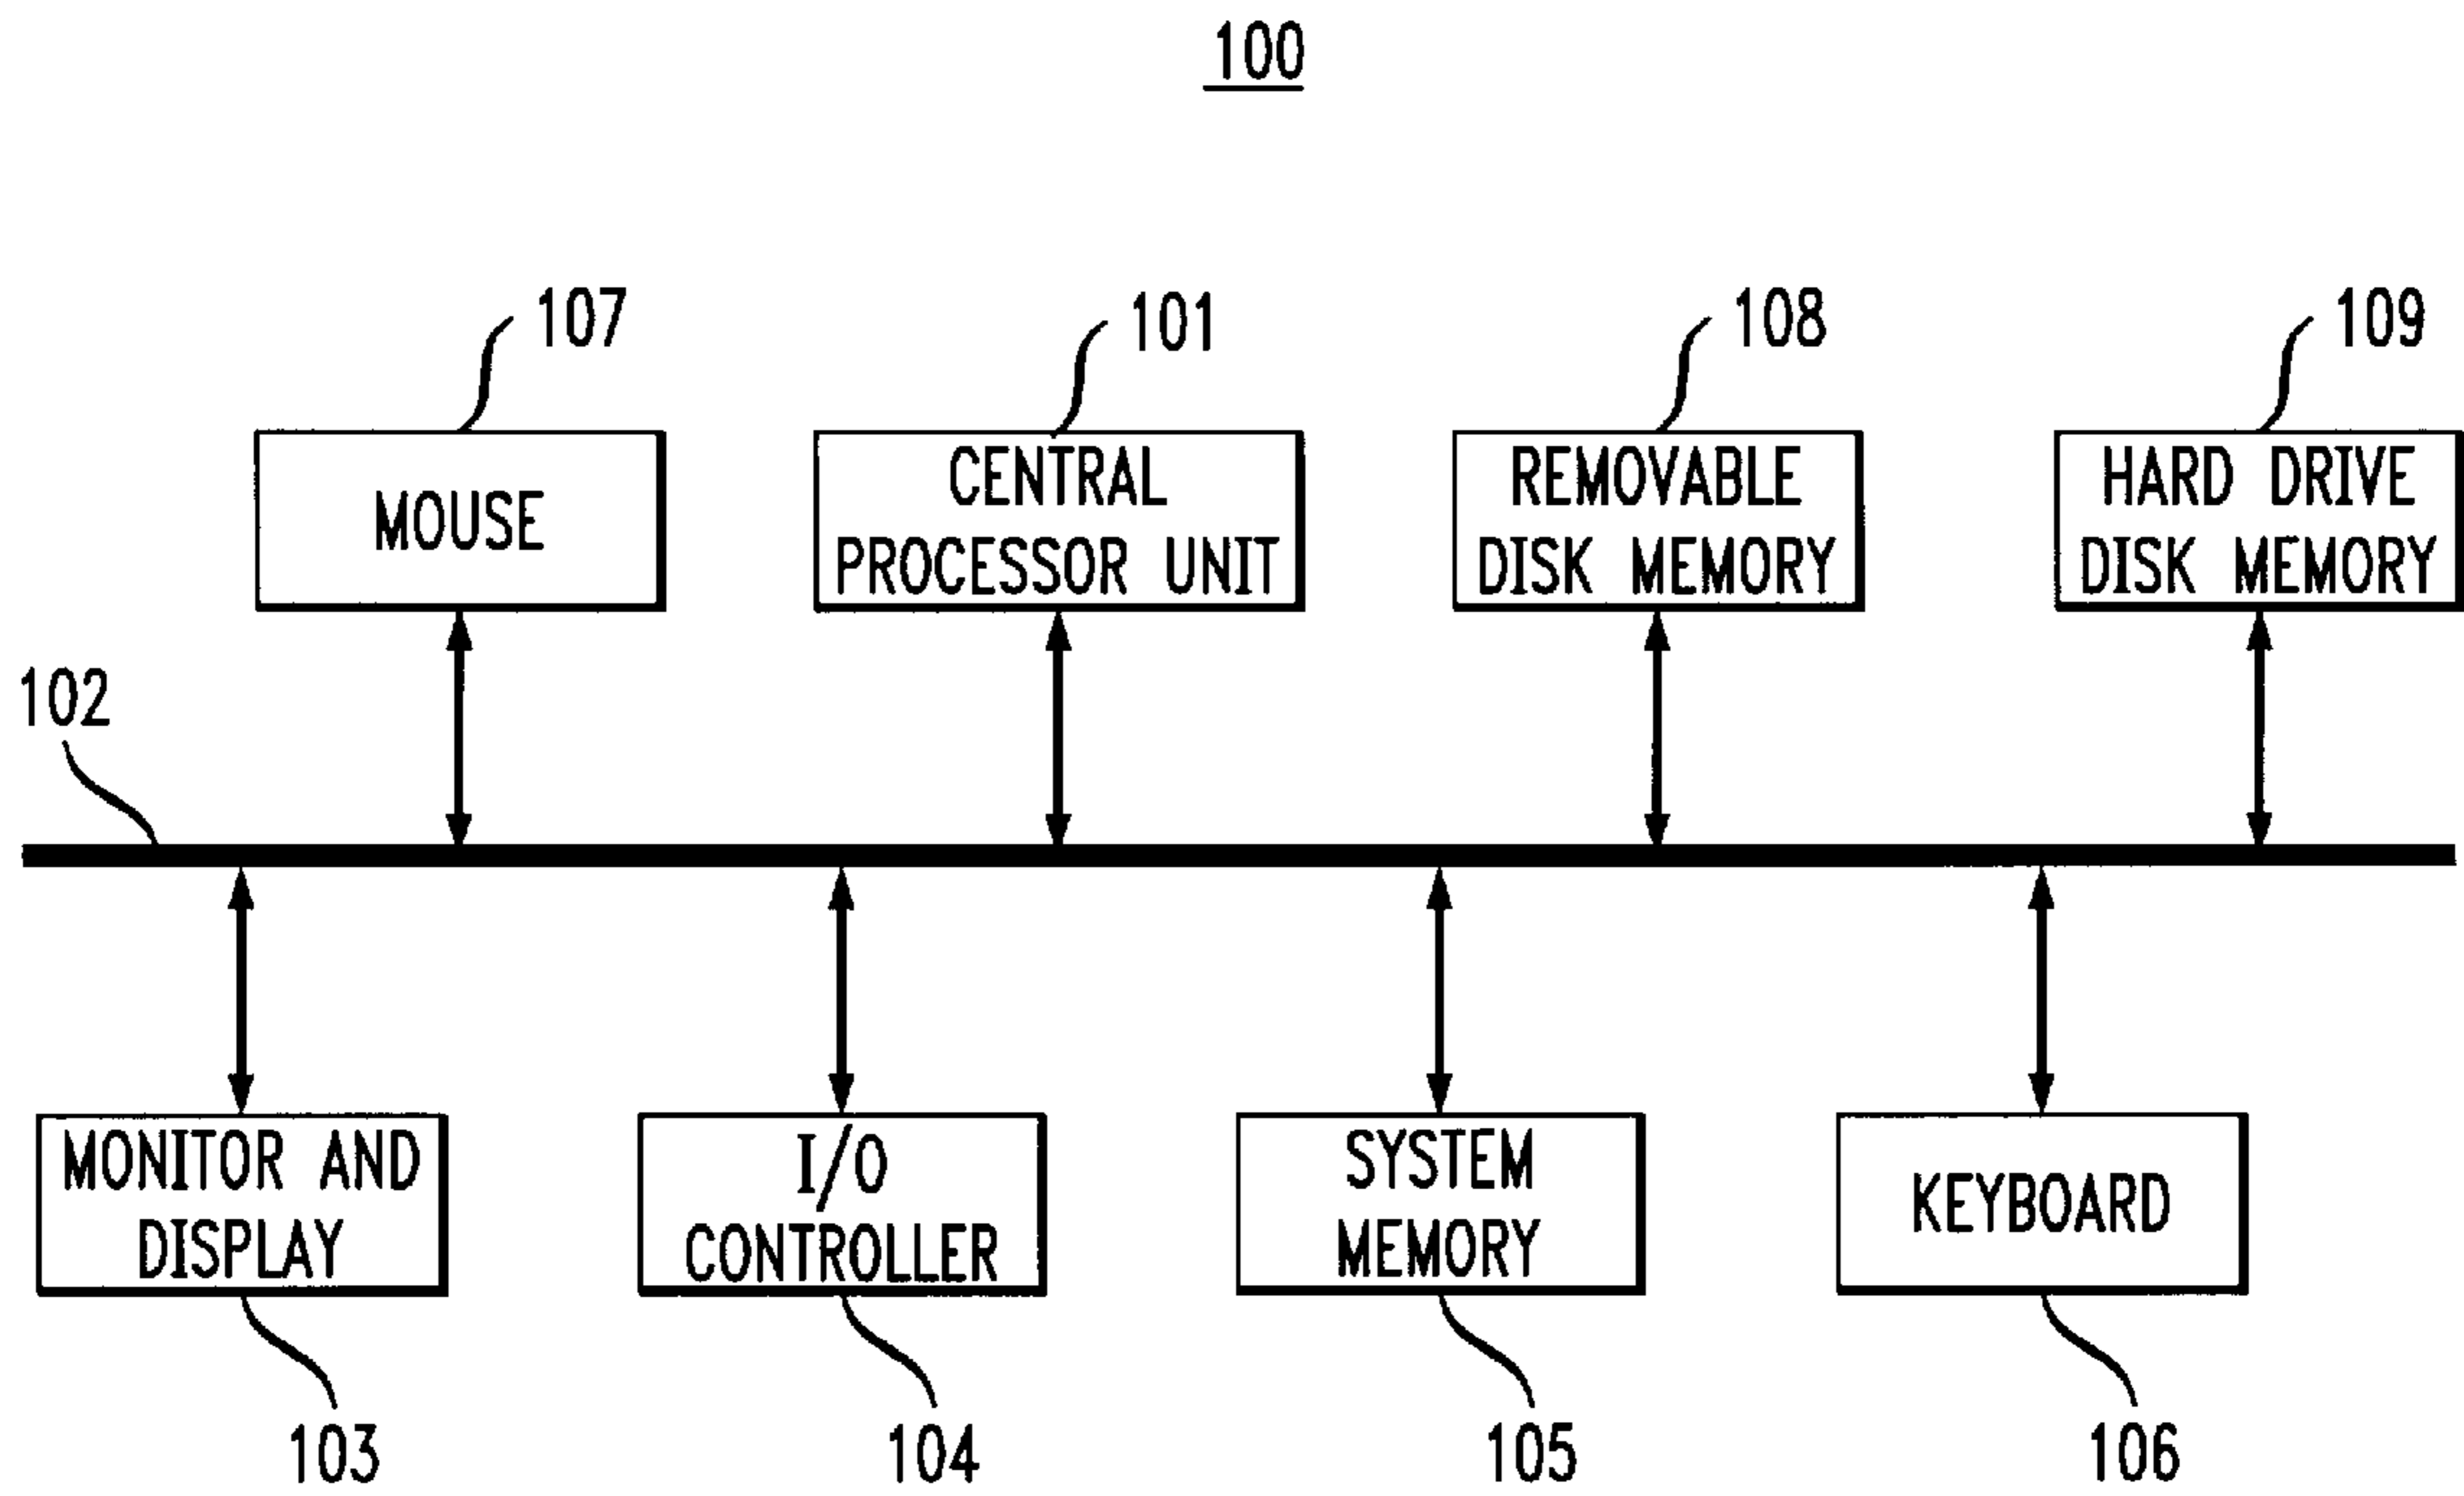 100
107
101
108
109
MOUSE
CENTRAL
PROCESSOR UNIT
REMOVABLE
DISK MEMORY
HARD DRIVE
DISK MEMORY
102
MONITOR AND
DISPLAY
I/O
CONTROLLER
SYSTEM
MEMORY
KEYBOARD
103
104
105
106